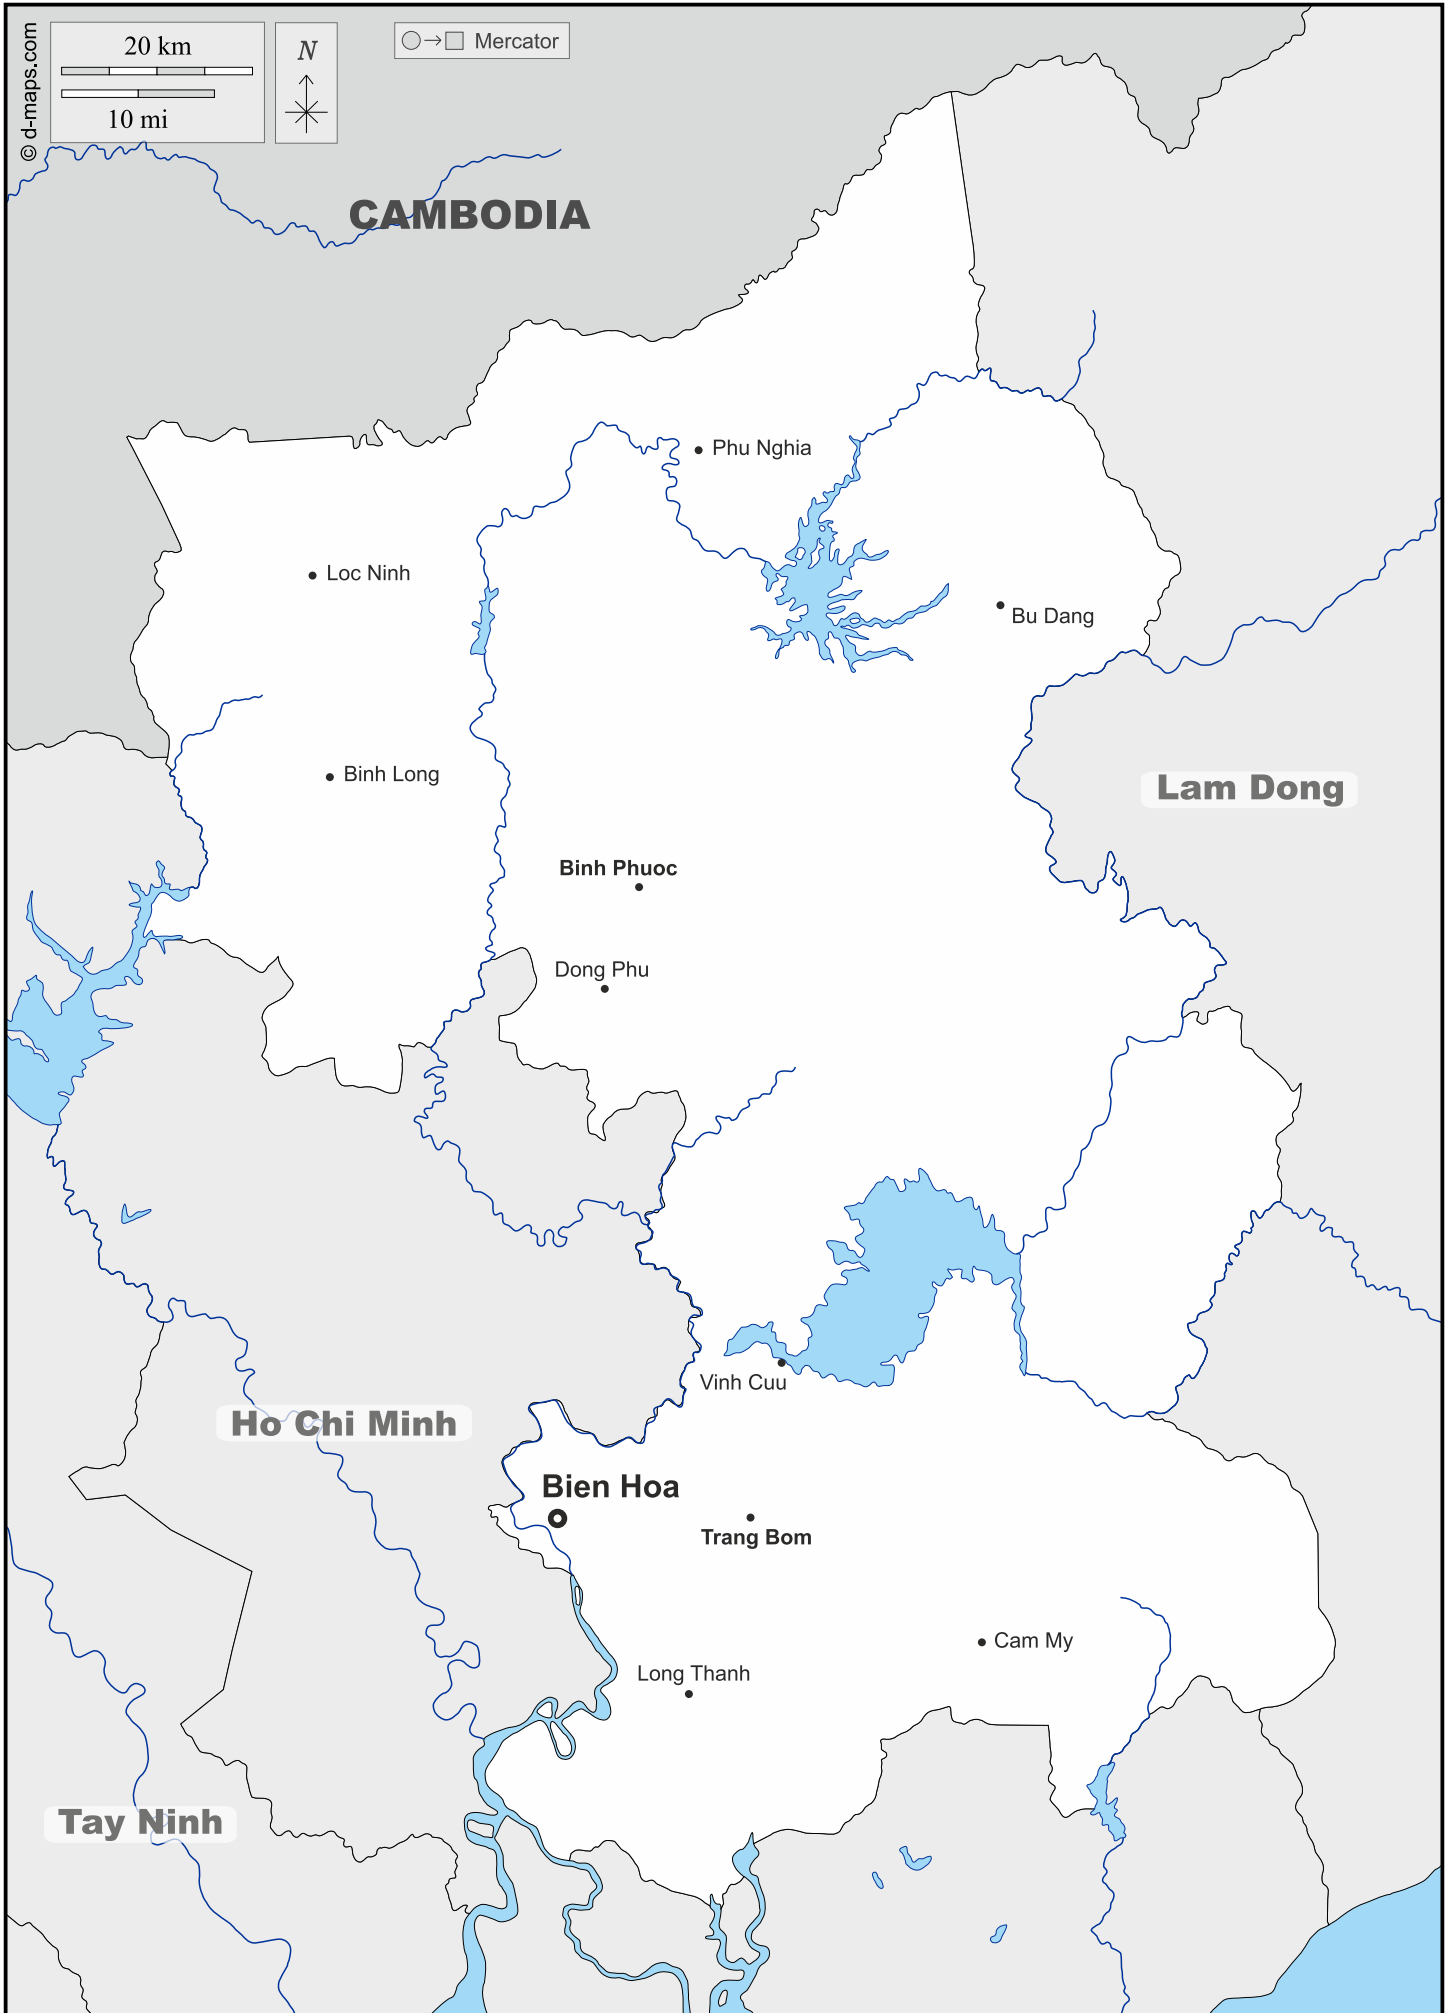 © d-maps.com
20 km
10 mi
N
Mercator
CAMBODIA
Phu Nghia
Loc Ninh
Bu Dang
Binh Long
Lam Dong
Binh Phuoc
Dong Phu
Vinh Cuu
Ho Chi Minh
Bien Hoa
Trang Bom
Cam My
Long Thanh
Tay Ninh